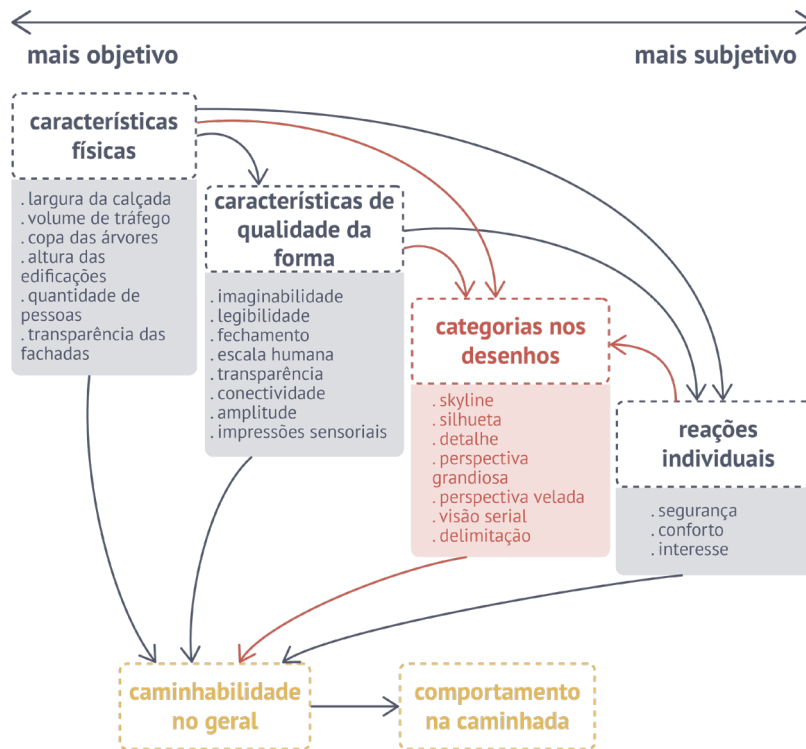 mais objetivo
mais subjetivo
características
físicas
. largura da calçada
. volume de tráfego
. copa das árvores
. altura das
edificações
. quantidade de
pessoas
. transparência das
fachadas
características de
qualidade da
forma
. imaginabilidade
. legibilidade
. fechamento
. escala humana
. transparência
. conectividade
. amplitude
. impressões sensoriais
categorias nos
desenhos
. skyline
. silhueta
. detalhe
. perspectiva
grandiosa
. perspectiva velada
. visão serial
. delimitação
reações
individuais
. segurança
. conforto
. interesse
caminhabilidade
no geral
comportamento
na caminhada